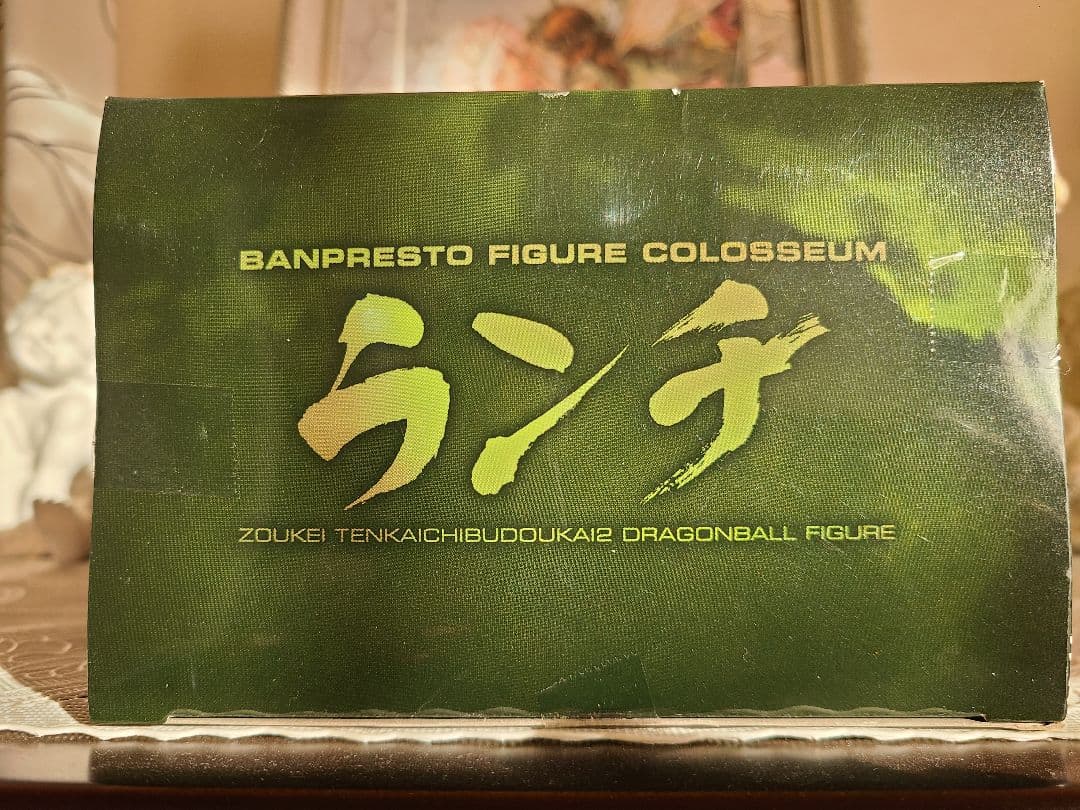 BANPRESTO FIGURE COLOSSEUM
ランチ
ZOUKEI TENKAICHIBUDOUKAI2 DRAGONBALL FIGURE